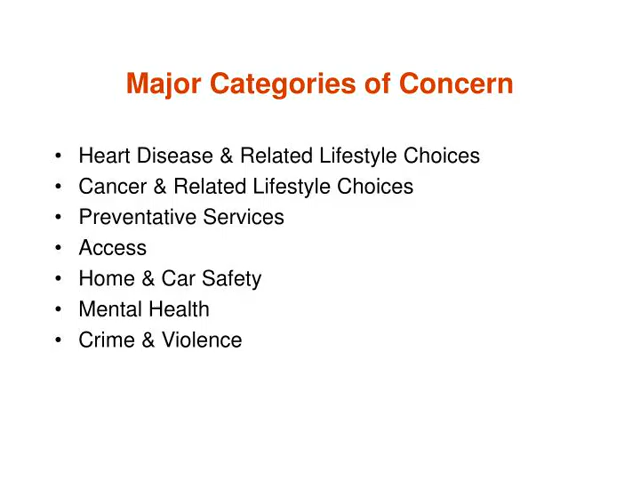 Major Categories of Concern
• Heart Disease & Related Lifestyle Choices
• Cancer & Related Lifestyle Choices
• Preventative Services
• Access
• Home & Car Safety
• Mental Health
• Crime & Violence